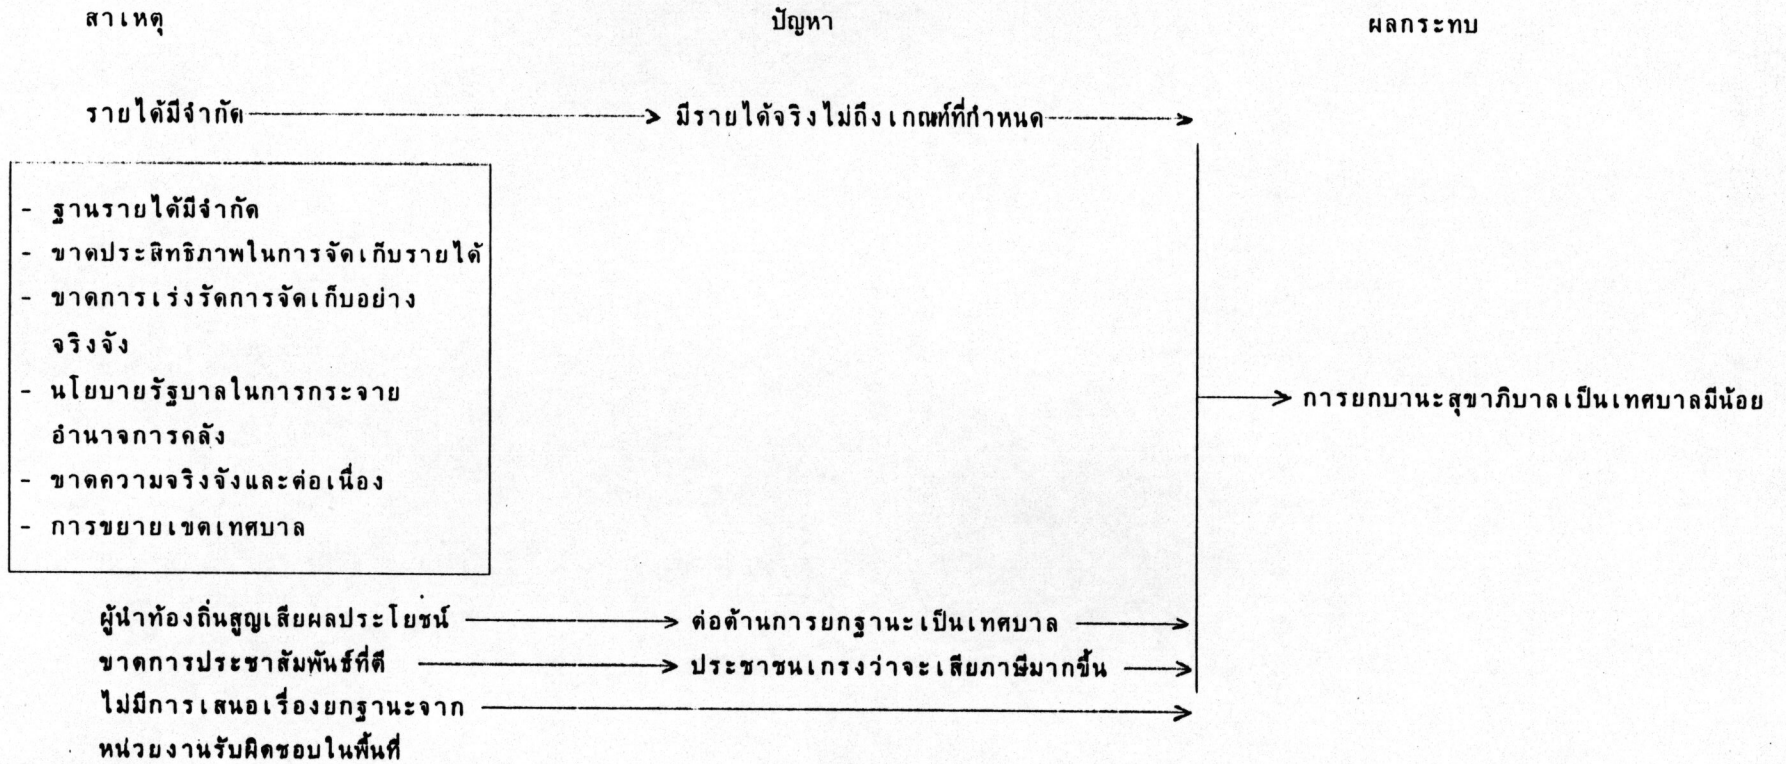 สาเหตุ ปัญหา ผลกระทบ
รายได้มีจำกัด มีรายได้จริงไม่ถึงเกณฑ์ที่กำหนด
- ฐานรายได้มีจำกัด
- ขาดประสิทธิภาพในการจัดเก็บรายได้
- ขาดการเร่งรัดการจัดเก็บอย่าง
จริงจัง
- นโยบายรัฐบาลในการกระจาย
อำนาจการคลัง
การยกบานะสุขาภิบาลเป็นเทศบาลมีน้อย
- ขาดความจริงจังและต่อเนื่อง
- การขยายเขตเทศบาล
ผู้นำท้องถิ่นสูญเสียผลประโยชน์ ต่อต้านการยกฐานะเป็นเทศบาล
ขาดการประชาสัมพันธ์ที่ดี ประชาชนเกรงว่าจะเสียภาษีมากขึ้น
ไม่มีการเสนอเรื่องยกฐานะจาก
หน่วยงานรับผิดชอบในพื้นที่